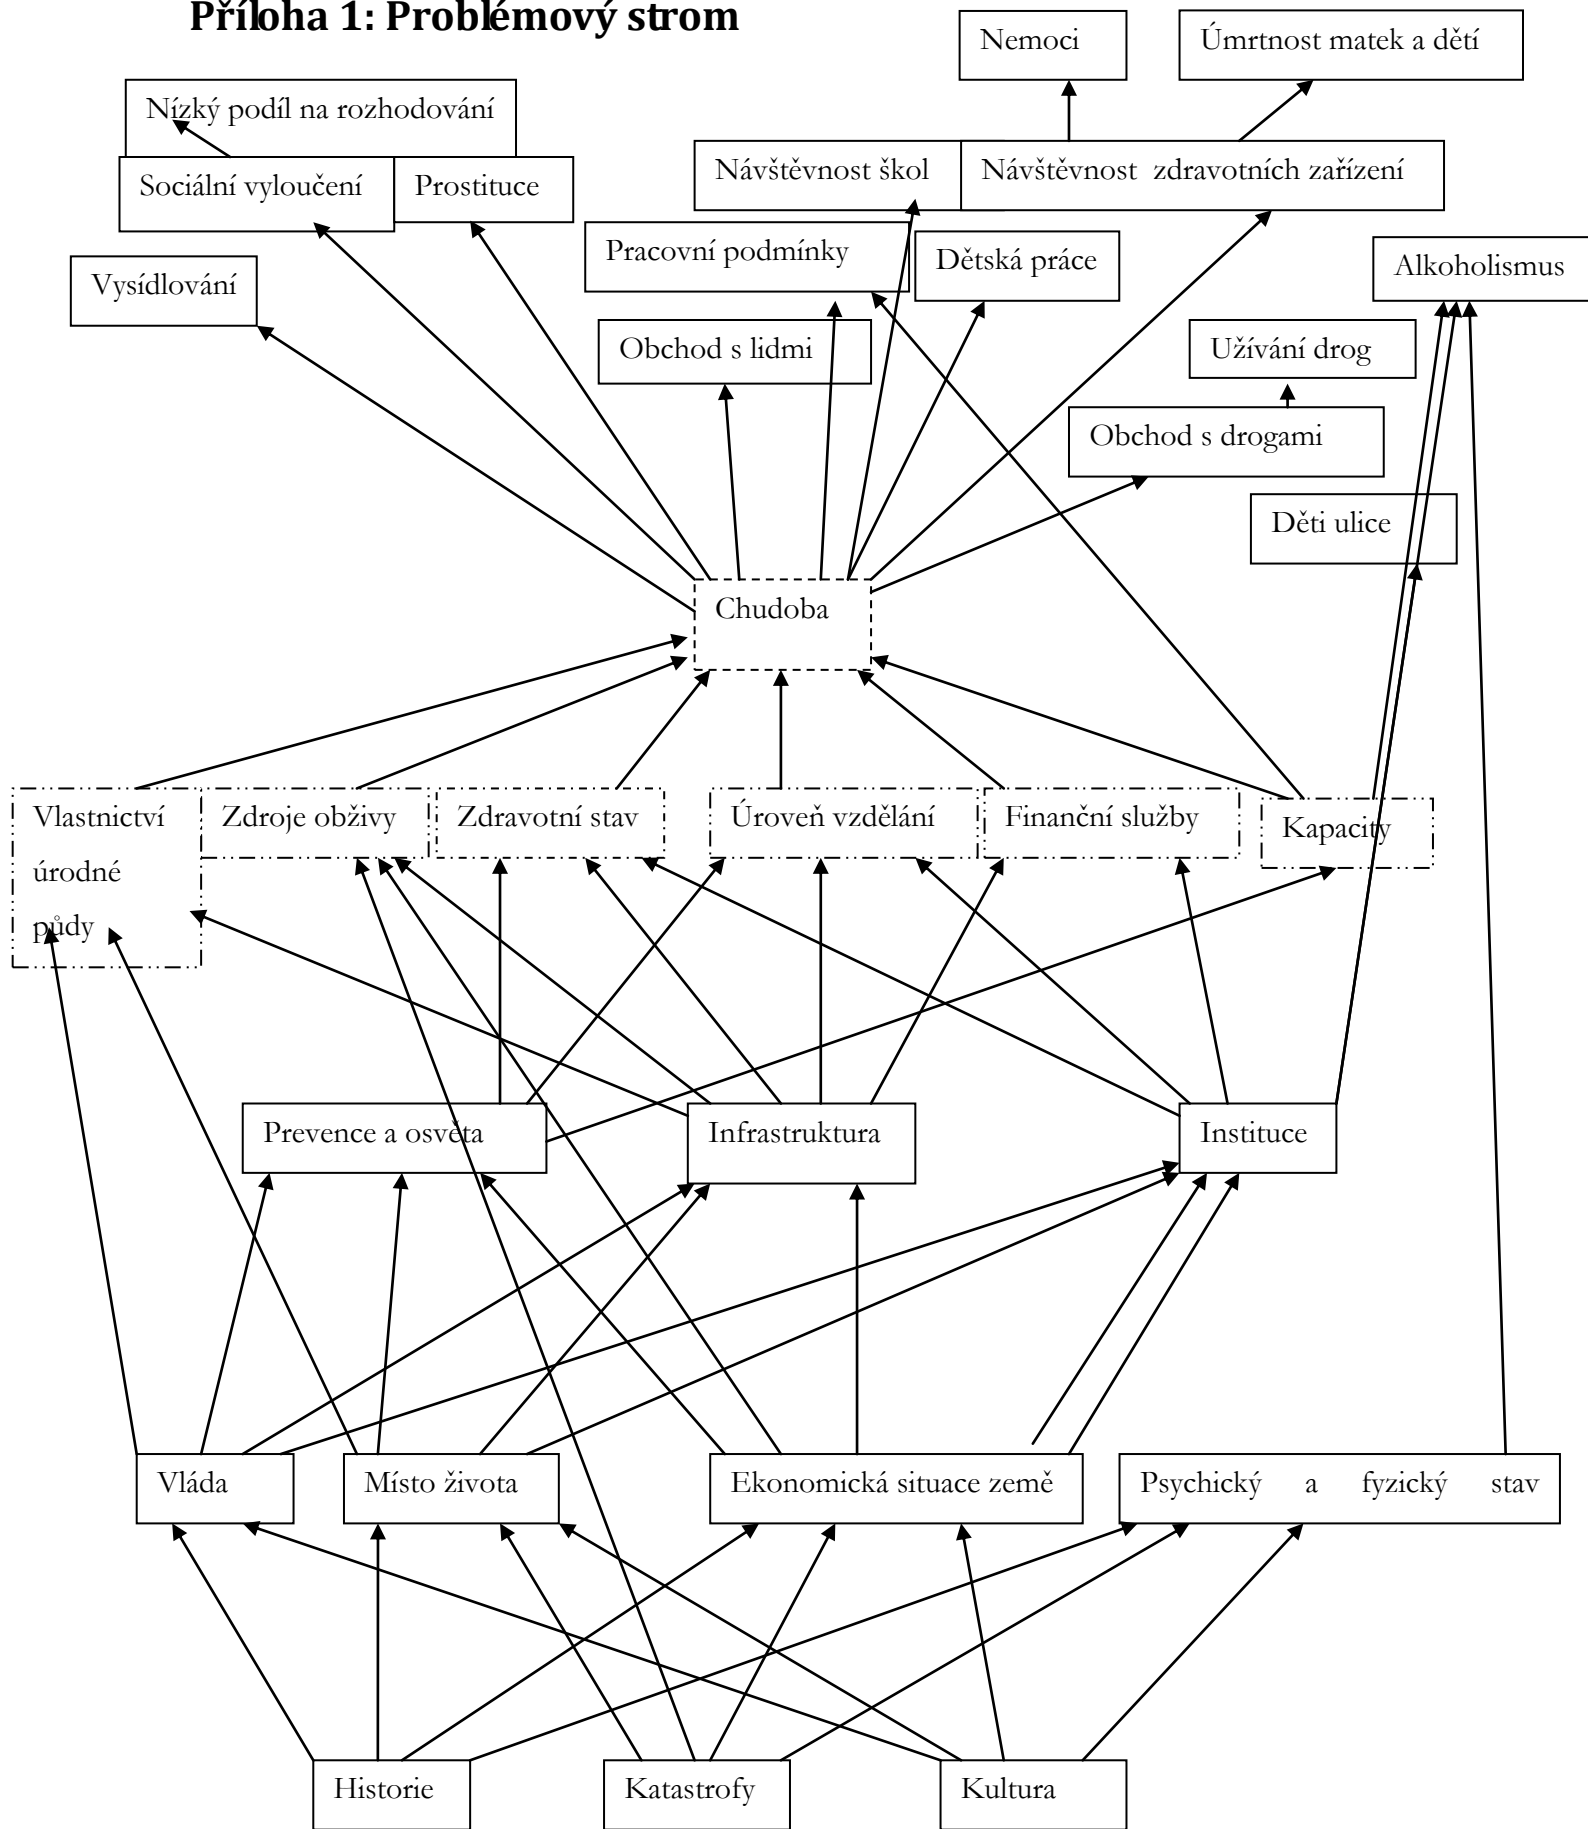 Příloha 1: Problémový strom
Nemoci
Úmrtnost matek a dětí
Nízký podíl na rozhodování
Sociální vyloučení
Prostituce
Návštěvnost škol
Návštěvnost zdravotních zařízení
Pracovní podmínky
Dětská práce
Alkoholismus
Vysídlování
Obchod s lidmi
Užívání drog
Obchod s drogami
Děti ulice
Chudoba
Vlastnictví
úrodné
půdy
Zdroje obživy
Zdravotní stav
Úroveň vzdělání
Finanční služby
Kapacity
Prevence a osvěta
Infrastruktura
Instituce
Vláda
Místo života
Ekonomická situace země
Psychický a fyzický stav
Historie
Katastrofy
Kultura